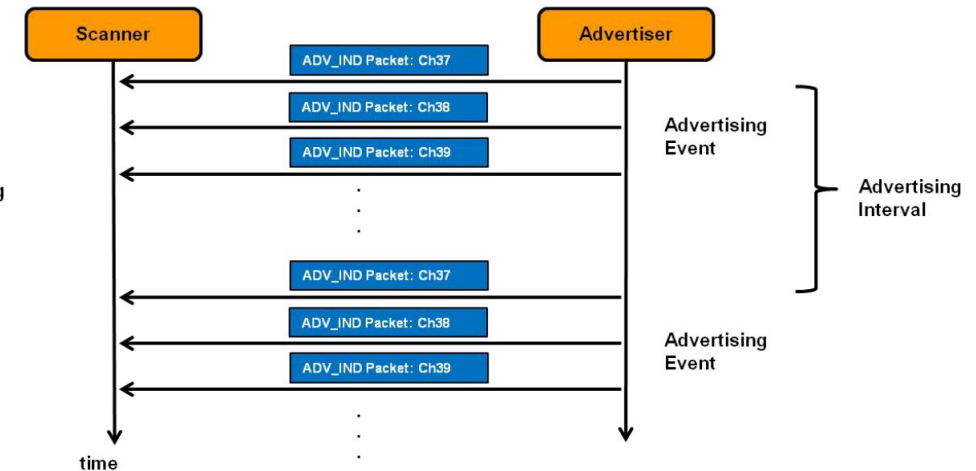 Scanner
Advertiser
ADV_IND Packet: Ch37
ADV_IND Packet: Ch38
ADV_IND Packet: Ch39
Advertising
Event
Advertising
Interval
ADV_IND Packet: Ch37
ADV_IND Packet: Ch38
ADV_IND Packet: Ch39
Advertising
Event
time